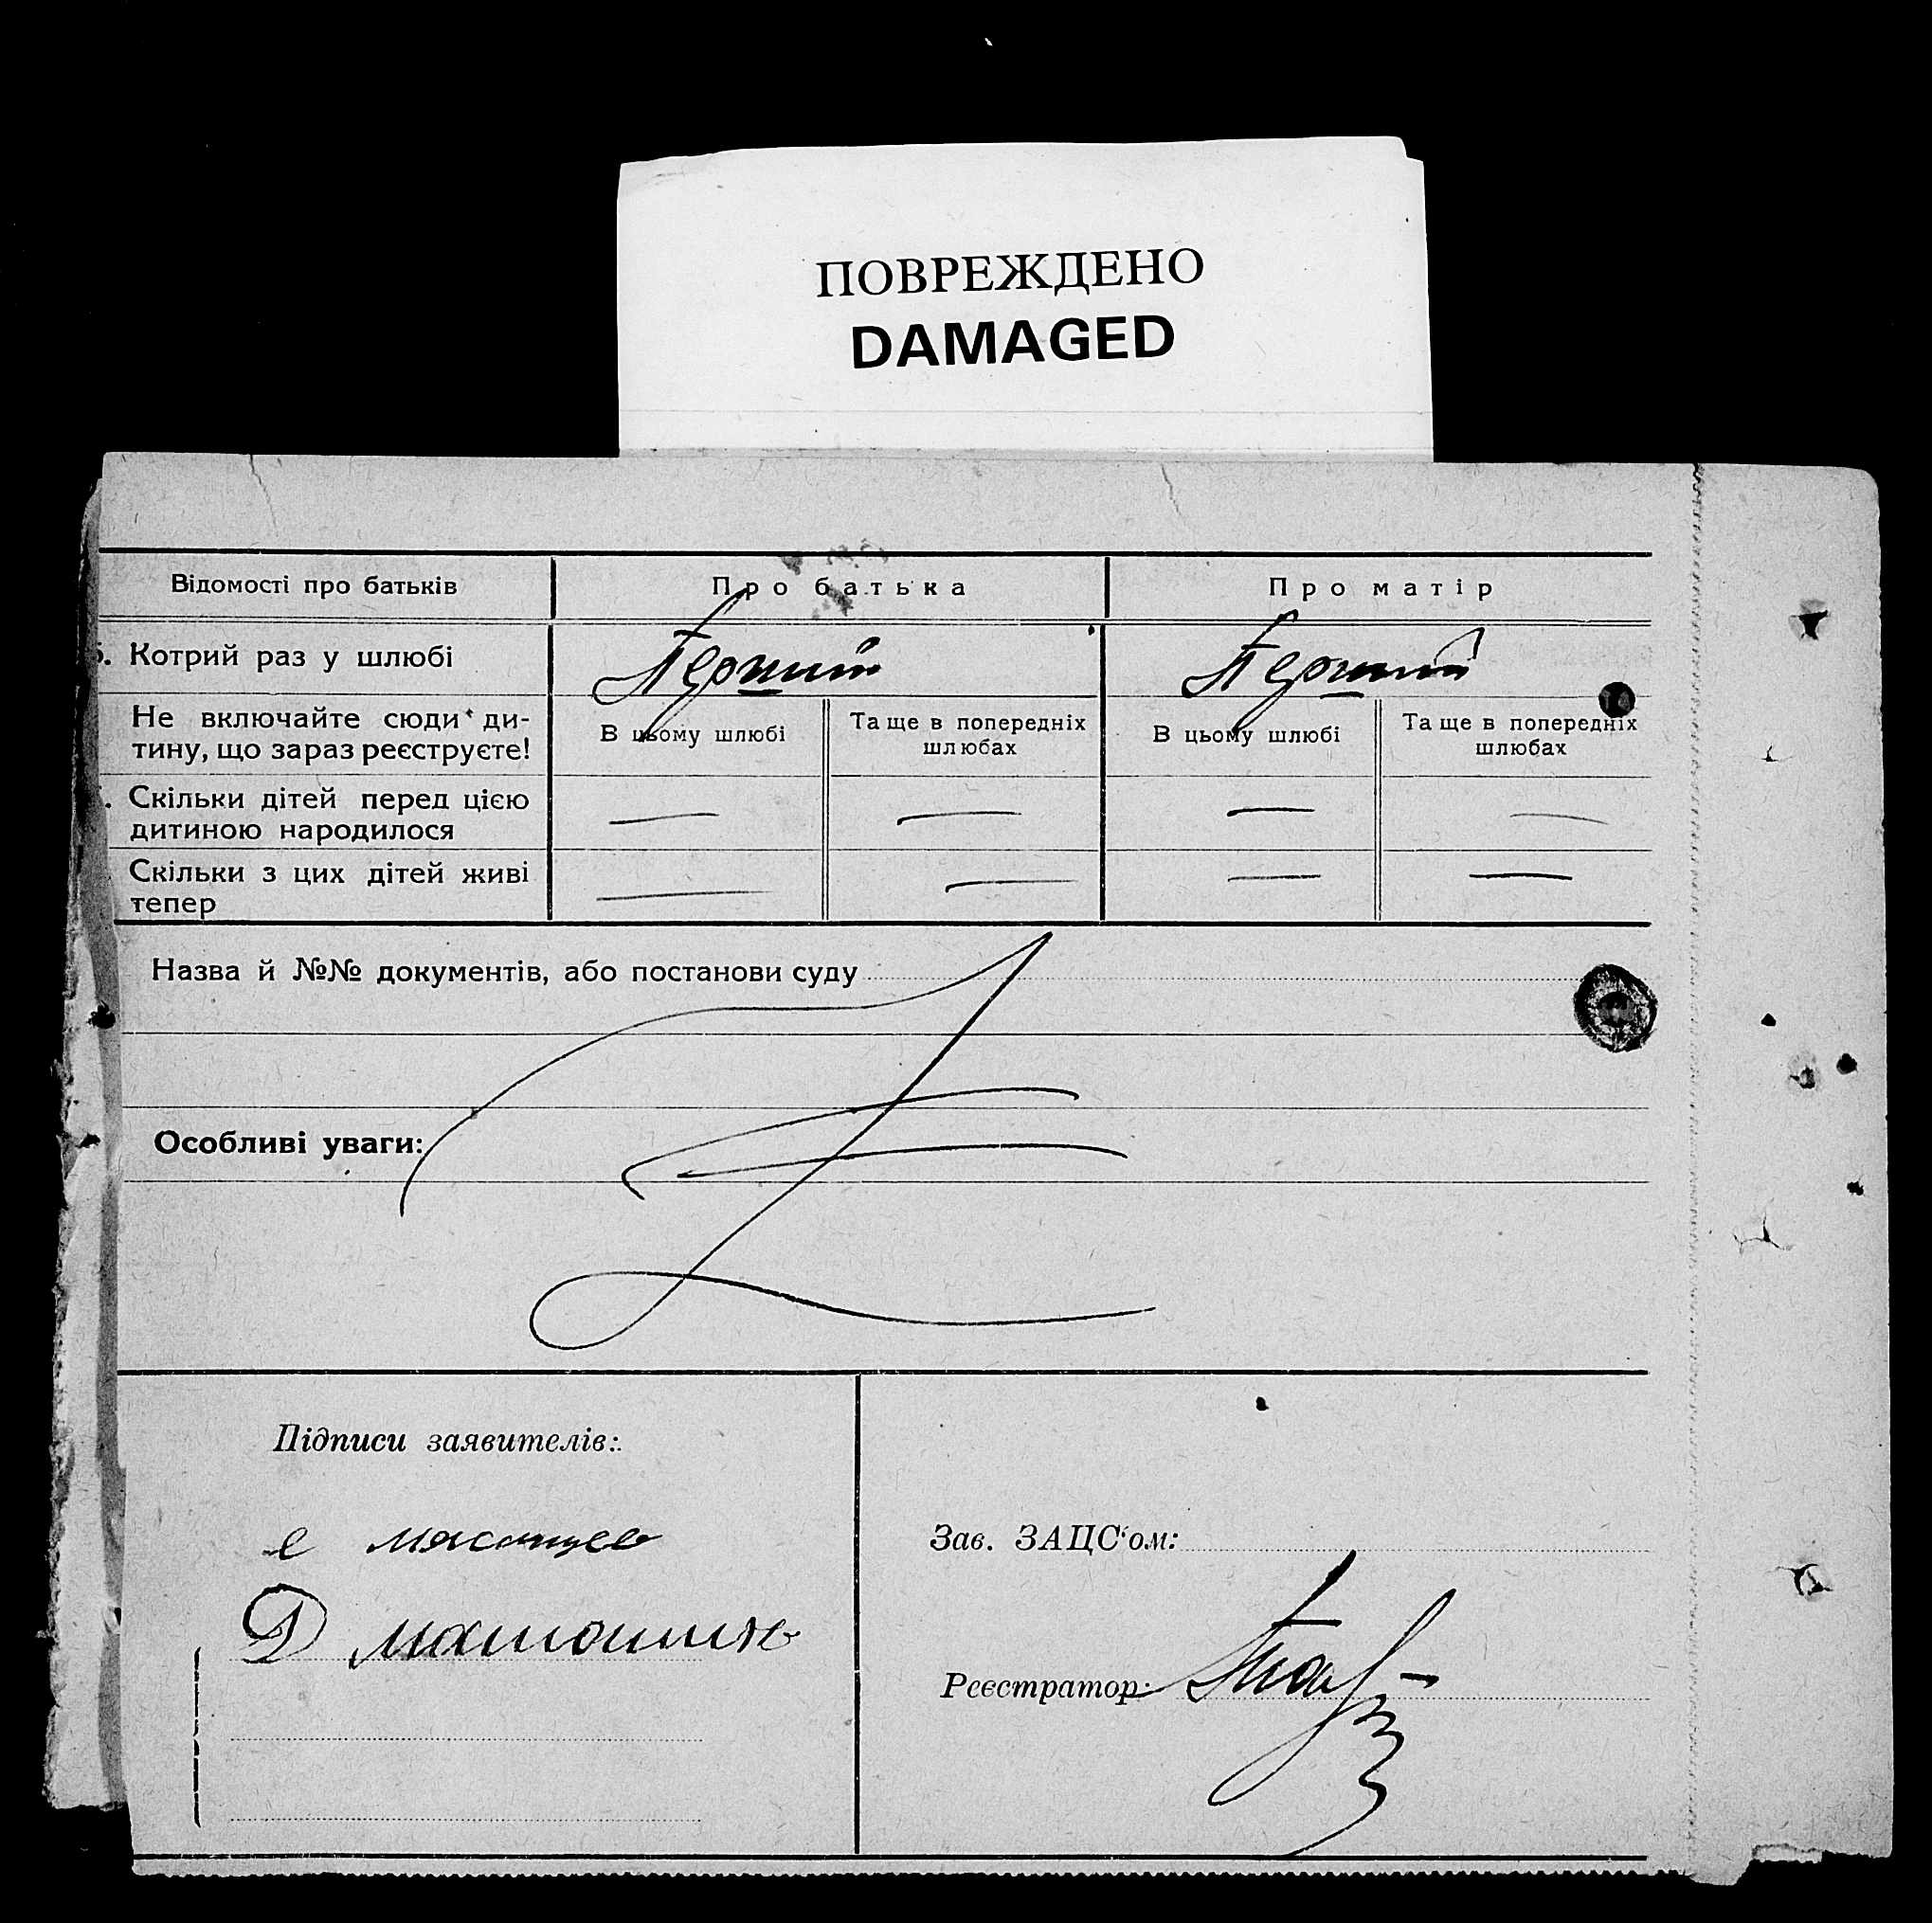 ПОВРЕЖДЕНО
DAMAGED
Відомості про батьків
Про батька
Про матір
Котрий раз у шлюбі
Перший
Перший
Не включайте сюди ди-
тину, що зараз реєструєте!
В цьому шлюбі
Та ще в попередніх
шлюбах
В цьому шлюбі
Та ще в попередніх
шлюбах
Скільки дітей перед цією
дитиною народилося
— — — —
Скільки з цих дітей живі
тепер
— — — —
Назва й №№ документів, або постанови суду
Особливі уваги:
Підписи заявителів:
Зав. ЗАЦС‘ом:
Д
Реєстратор: